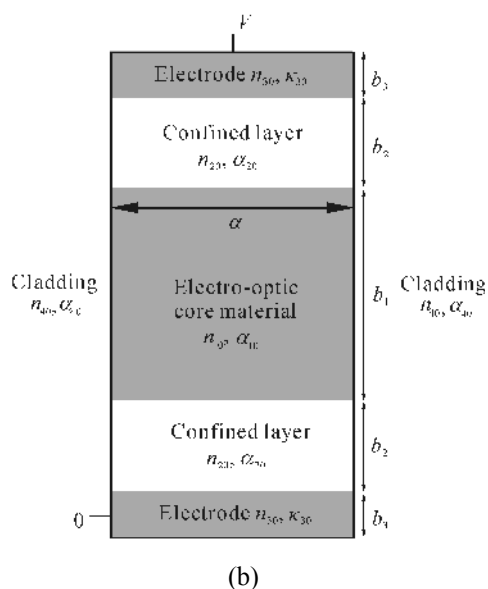 V
Electrode n₃₀, κ₃₀
b₃
Confined layer
n₂₀, α₂₀
b₂
α
Cladding
n₄₀, α₄₀
Electro-optic
core material
n₁₀, α₁₀
b₁
Cladding
n₄₀, α₄₀
Confined layer
n₂₀, α₂₀
b₂
0
Electrode n₃₀, κ₃₀
b₃
(b)